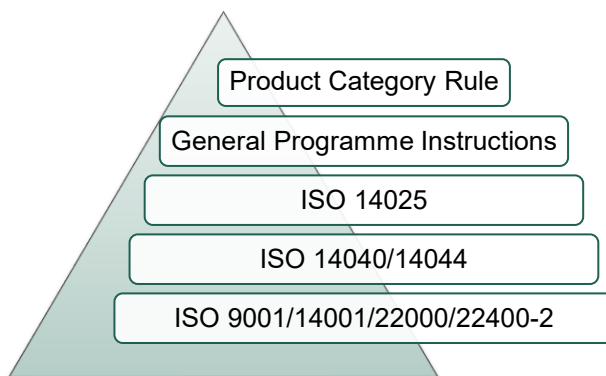 Product Category Rule
General Programme Instructions
ISO 14025
ISO 14040/14044
ISO 9001/14001/22000/22400-2